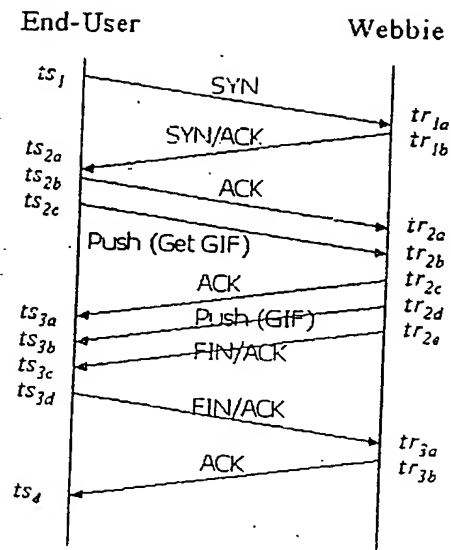 End-User Webbie
ts1
SYN
tr1a
tr1b
SYN/ACK
ts2a
ts2b
ACK
ts2c
tr2a
Push (Get GIF)
tr2b
ACK
tr2c
ts3a
Push (GIF)
tr2d
ts3b
FIN/ACK
tr2e
ts3c
ts3d
FIN/ACK
tr3a
ACK
tr3b
ts4